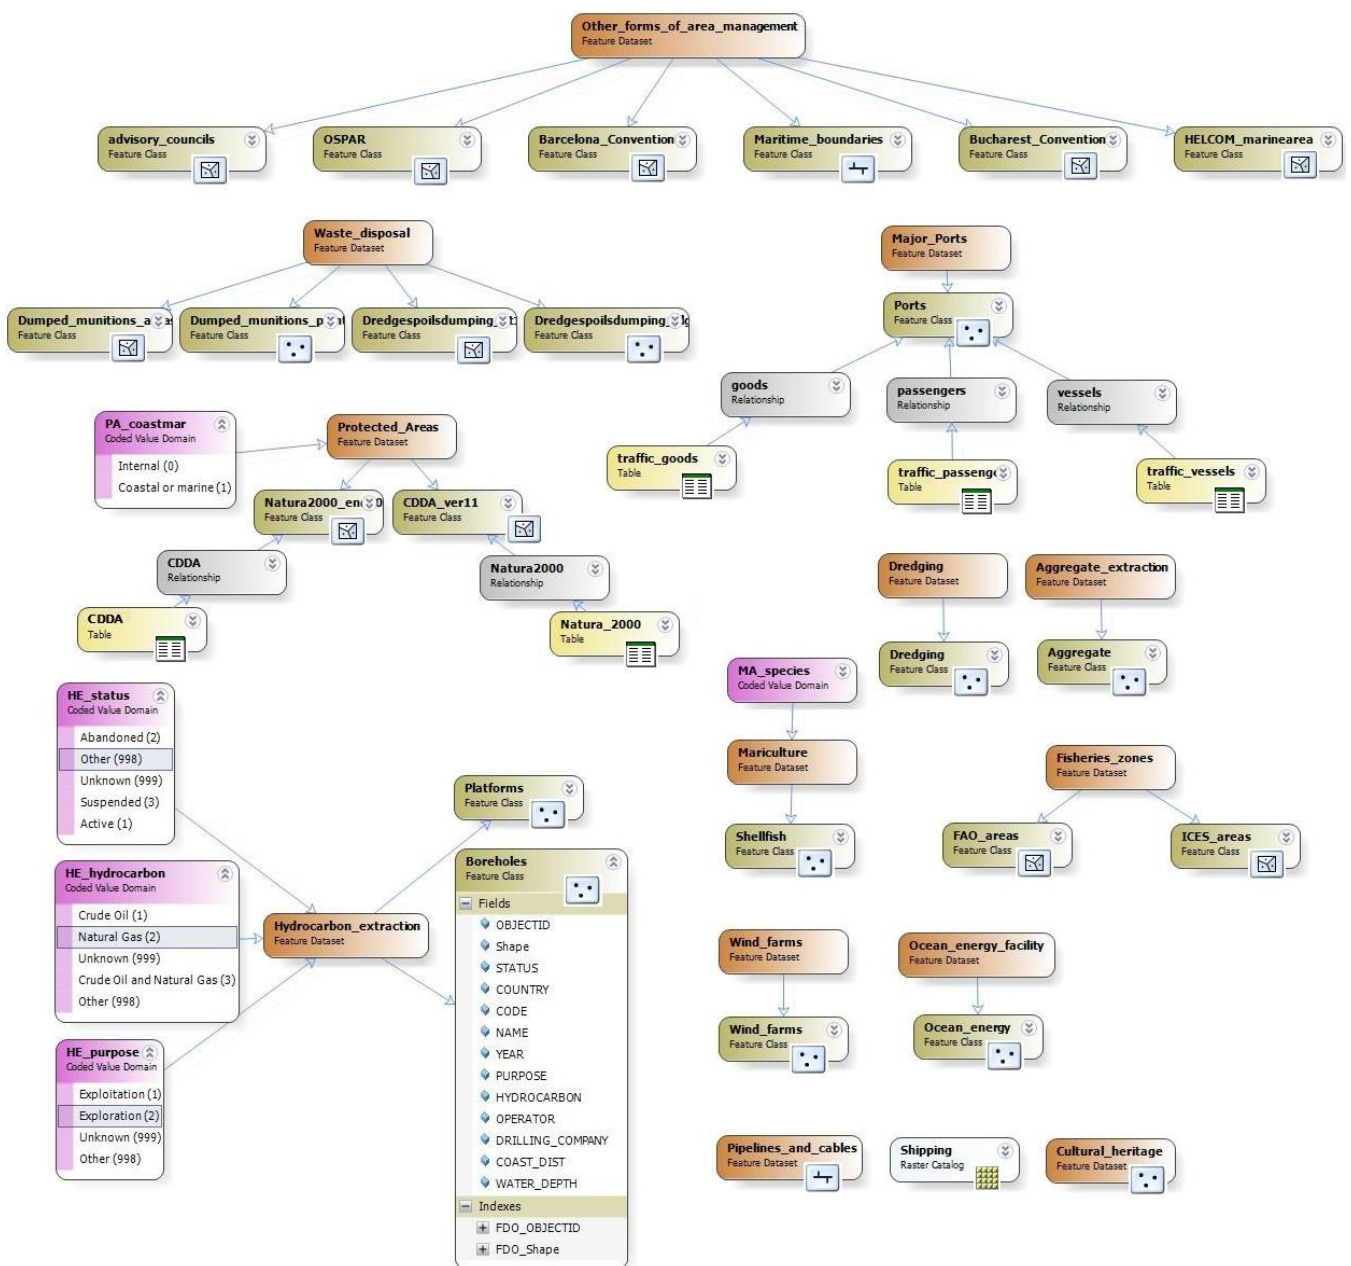 Other_forms_of_area_management
Feature Dataset
advisory_councils
Feature Class
OSPAR
Feature Class
Barcelona_Convention
Feature Class
Maritime_boundaries
Feature Class
Bucharest_Convention
Feature Class
HELCOM_marinearea
Feature Class
Waste_disposal
Feature Dataset
Major_Ports
Feature Dataset
Feature Class
Feature Class
Feature Class
Feature Class
Ports
Feature Class
goods
Relationship
passengers
Relationship
vessels
Relationship
traffic_goods
Table
Table
traffic_vessels
Table
PA_coastmar
Coded Value Domain
Internal (0)
Coastal or marine (1)
Protected_Areas
Feature Dataset
Feature Class
CDDA_ver11
Feature Class
CDDA
Relationship
Natura2000
Relationship
CDDA
Table
Natura_2000
Table
Dredging
Feature Dataset
Aggregate_extraction
Feature Dataset
Dredging
Feature Class
Aggregate
Feature Class
MA_species
Coded Value Domain
Mariculture
Feature Dataset
Shellfish
Feature Class
Fisheries_zones
Feature Dataset
FAO_areas
Feature Class
ICES_areas
Feature Class
HE_status
Coded Value Domain
Abandoned (2)
Other (998)
Unknown (999)
Suspended (3)
Active (1)
HE_hydrocarbon
Coded Value Domain
Crude Oil (1)
Natural Gas (2)
Unknown (999)
Crude Oil and Natural Gas (3)
Other (998)
HE_purpose
Coded Value Domain
Exploitation (1)
Exploration (2)
Unknown (999)
Other (998)
Hydrocarbon_extraction
Feature Dataset
Platforms
Feature Class
Boreholes
Feature Class
Fields
OBJECTID
Shape
STATUS
COUNTRY
CODE
NAME
YEAR
PURPOSE
HYDROCARBON
OPERATOR
DRILLING_COMPANY
COAST_DIST
WATER_DEPTH
Indexes
FDO_OBJECTID
FDO_Shape
Wind_farms
Feature Dataset
Ocean_energy_facility
Feature Dataset
Wind_farms
Feature Class
Ocean_energy
Feature Class
Pipelines_and_cables
Feature Dataset
Shipping
Raster Catalog
Cultural_heritage
Feature Dataset